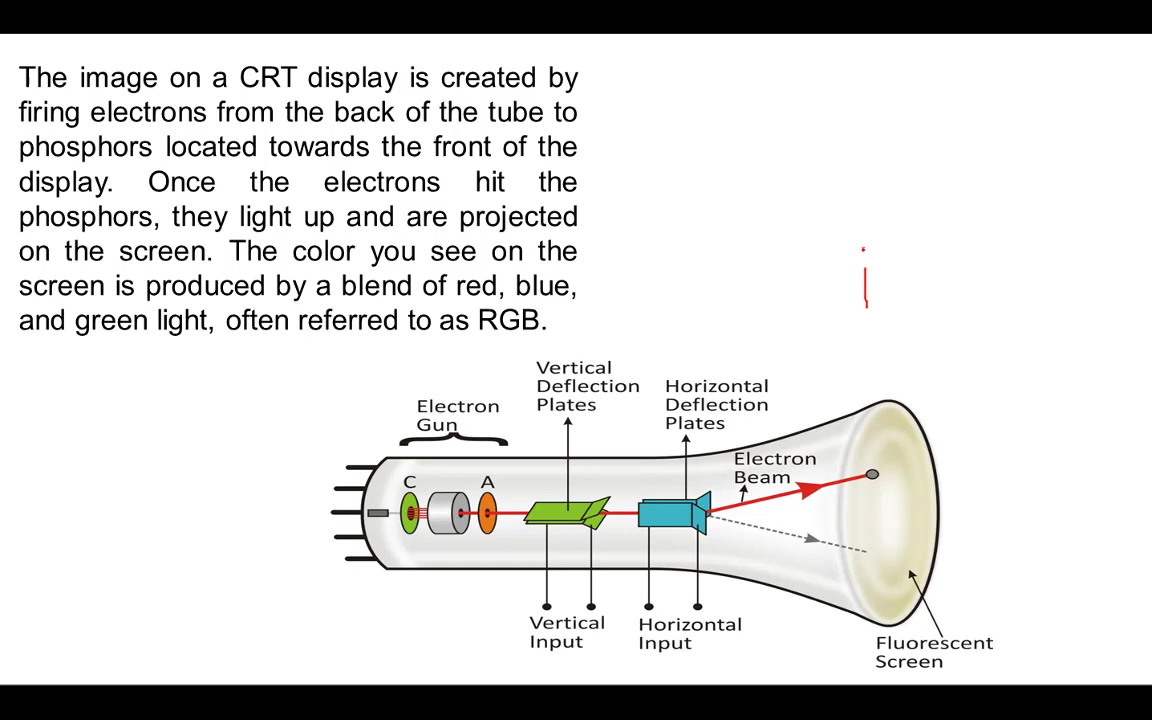 The image on a CRT display is created by
firing electrons from the back of the tube to
phosphors located towards the front of the
display. Once the electrons hit the
phosphors, they light up and are projected
on the screen. The color you see on the
screen is produced by a blend of red, blue,
and green light, often referred to as RGB.
Vertical
Deflection
Plates
Horizontal
Deflection
Plates
Electron
Gun
Electron
Beam
C
A
Vertical
Input
Horizontal
Input
Fluorescent
Screen